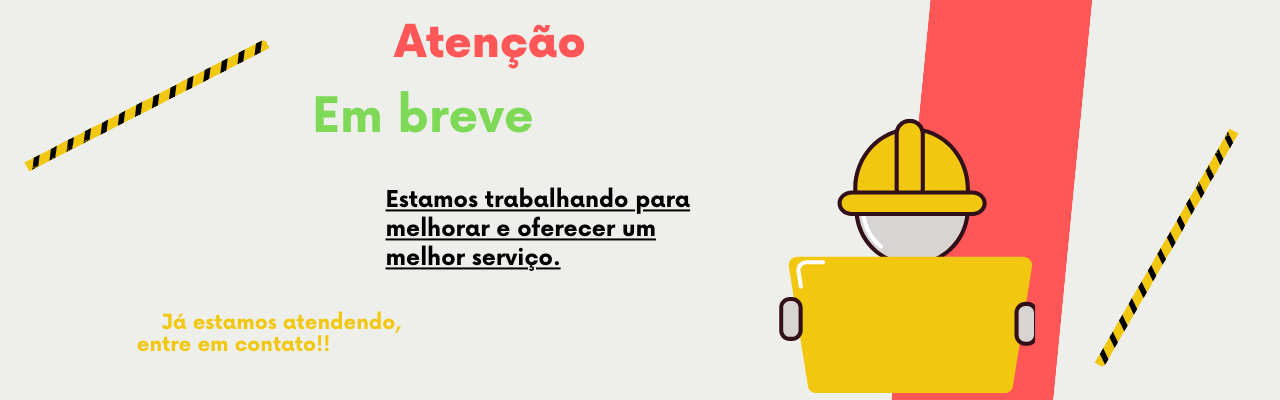 Atenção
Em breve
Estamos trabalhando para
melhorar e oferecer um
melhor serviço.
Já estamos atendendo,
entre em contato!!